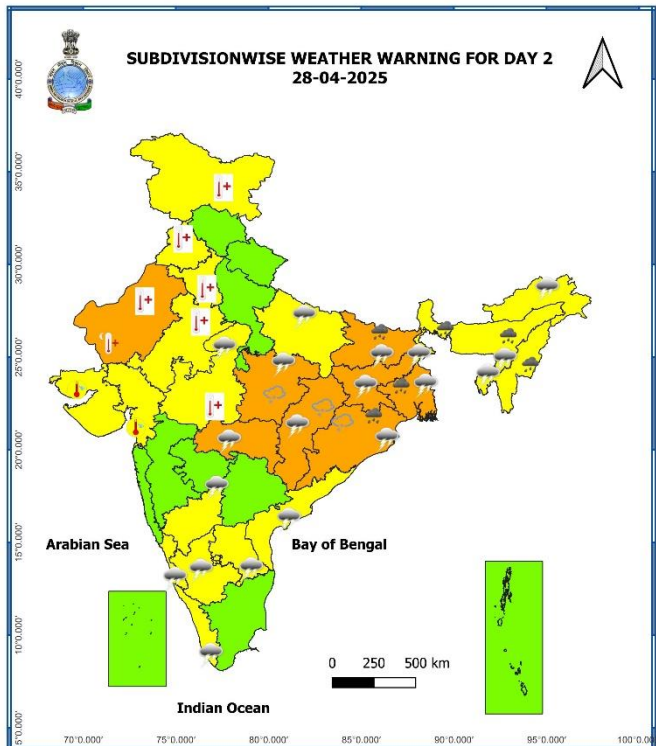 SUBDIVISIONWISE WEATHER WARNING FOR DAY 2
28-04-2025
40°0.000'
35°0.000'
30°0.000'
25°0.000'
20°0.000'
15°0.000'
10°0.000'
5°0.000'
Arabian Sea
Bay of Bengal
0 250 500 km
Indian Ocean
70°0.000' 75°0.000' 80°0.000' 85°0.000' 90°0.000' 95°0.000' 100°0.000'